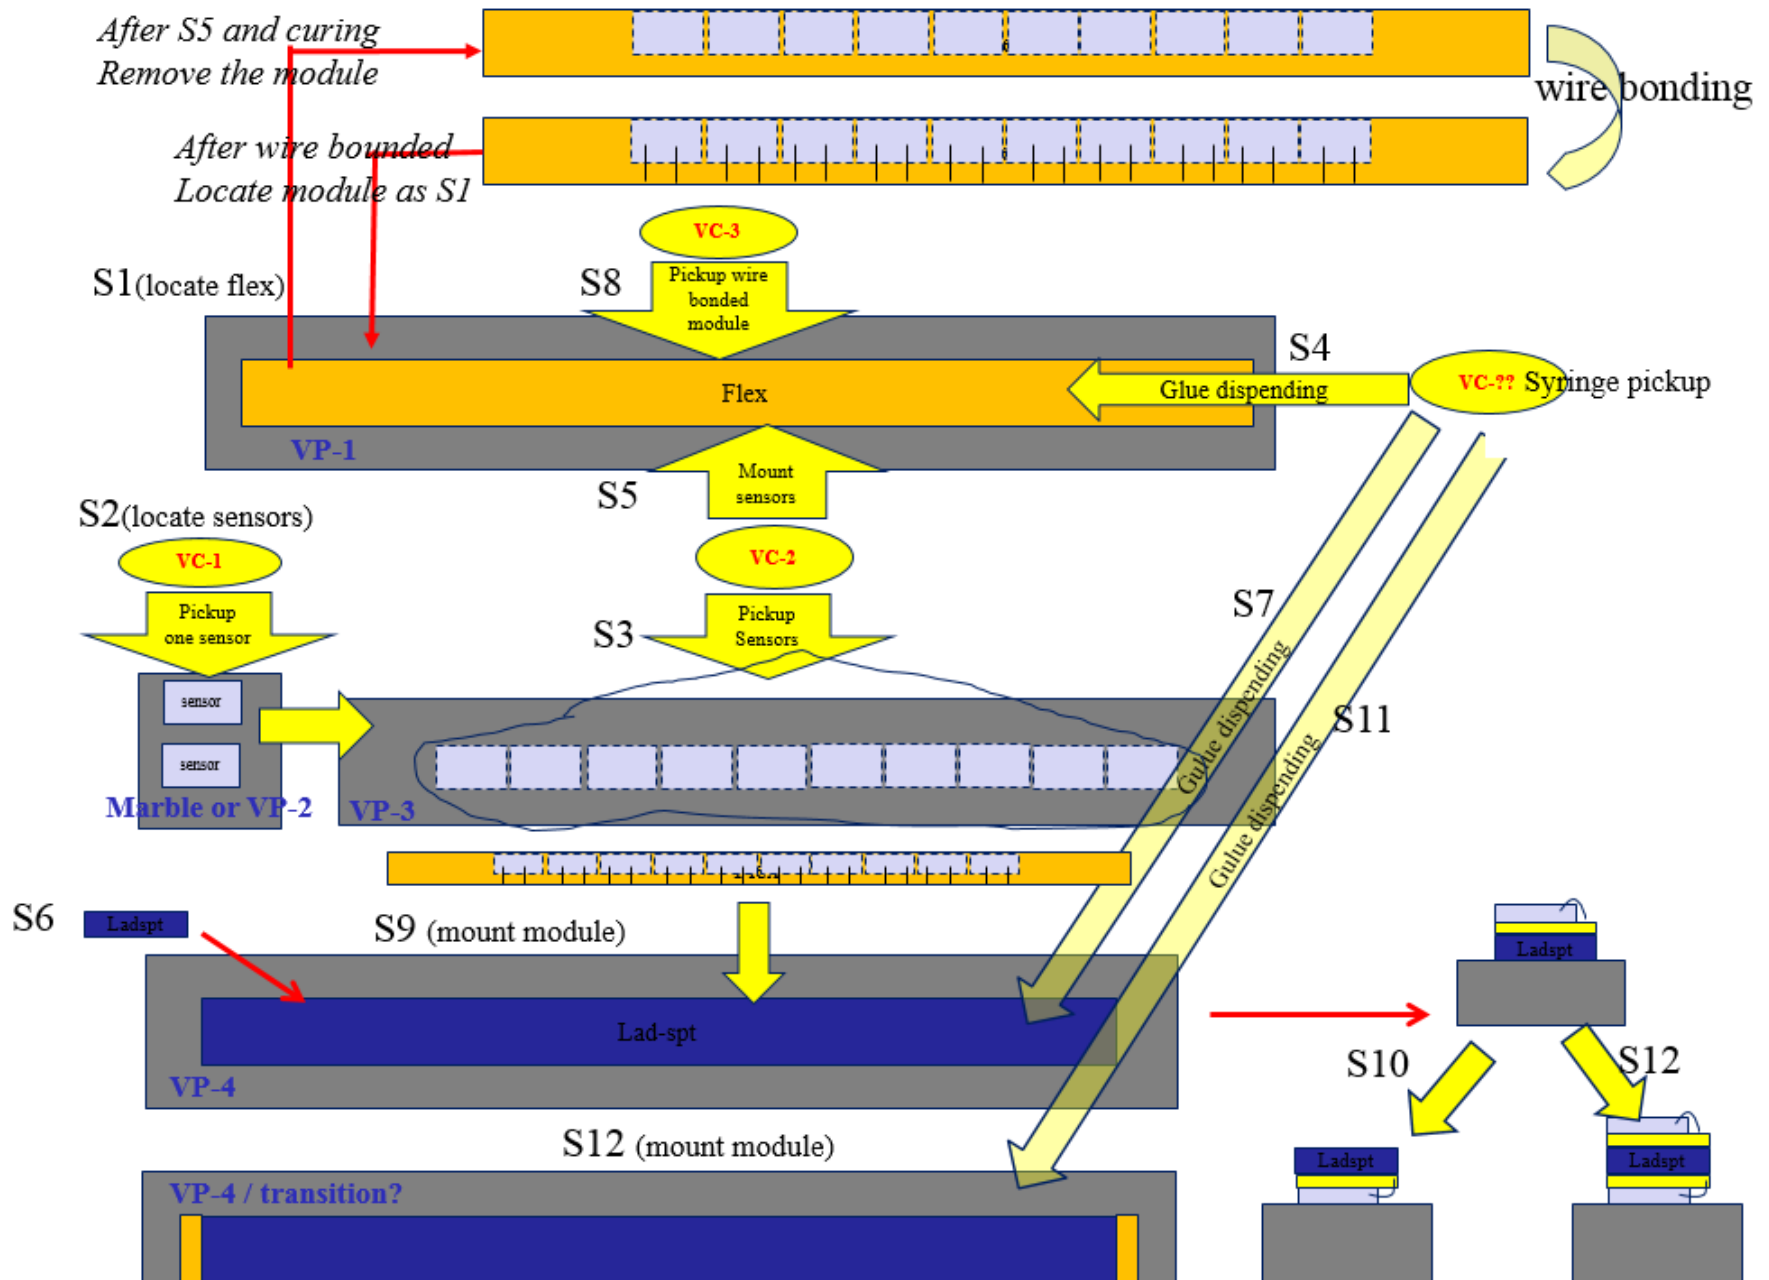 After S5 and curing
Remove the module
wire bonding
After wire bounded
Locate module as S1
VC-3
S1(locate flex)
S8
Pickup wire
bonded
module
S4
Flex
Glue dispending
VC-??
Syringe pickup
VP-1
Mount
sensors
S5
S2(locate sensors)
VC-1
VC-2
Pickup
one sensor
S3
Pickup
Sensors
S7
Gulue dispending
S11
Gulue dispending
sensor
sensor
Marble or VP-2
VP-3
S6
Ladspt
S9 (mount module)
Ladspt
Lad-spt
VP-4
S10
S12
S12 (mount module)
VP-4 / transition?
Ladspt
Ladspt